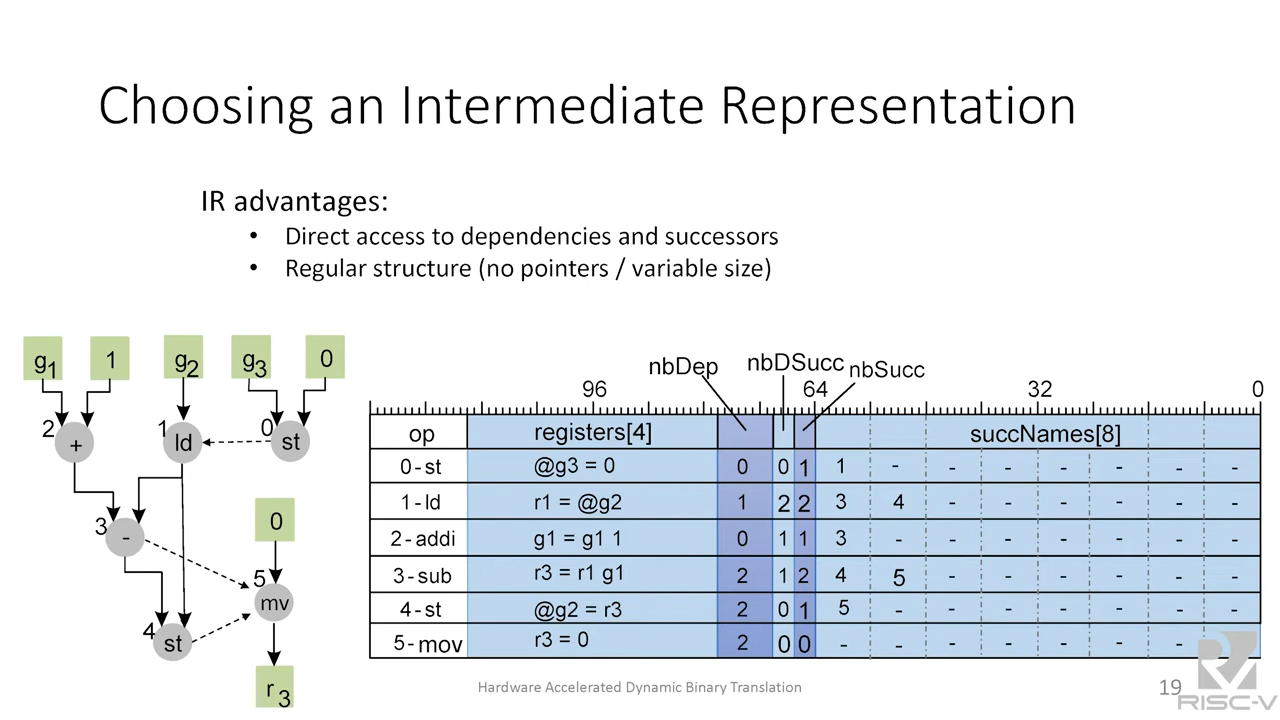 Choosing an Intermediate Representation
IR advantages:
• Direct access to dependencies and successors
• Regular structure (no pointers / variable size)
g1 1 g2 g3 0
2 + 1 ld 0 st
3 -
0
5 mv
4 st
r3
nbDep nbDSucc nbSucc
96 64 32 0
op registers[4] succNames[8]
0-st @g3 = 0 0 0 1 1 - - - - - - -
1-ld r1 = @g2 1 2 2 3 4 - - - - - -
2-addi g1 = g1 1 0 1 1 3 - - - - - - -
3-sub r3 = r1 g1 2 1 2 4 5 - - - - - -
4-st @g2 = r3 2 0 1 5 - - - - - - -
5-mov r3 = 0 2 0 0 - - - - - - - -
Hardware Accelerated Dynamic Binary Translation
19
RISC-V